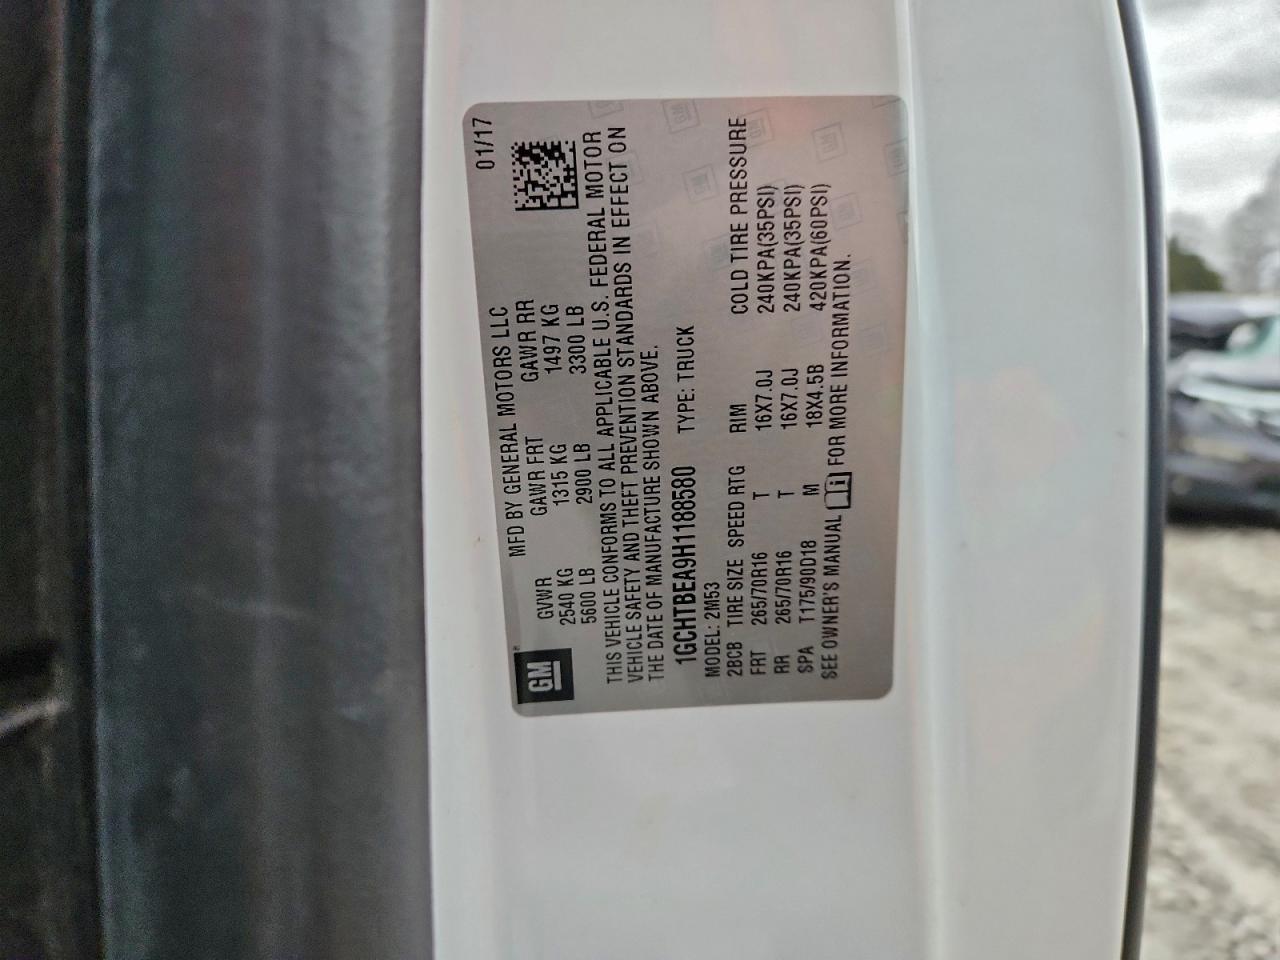 01/17
MFD BY GENERAL MOTORS LLC
GVWR GAWR FRT GAWR RR
2540 KG 1315 KG 1497 KG
5600 LB 2900 LB 3300 LB
GM
THIS VEHICLE CONFORMS TO ALL APPLICABLE U.S. FEDERAL MOTOR
VEHICLE SAFETY AND THEFT PREVENTION STANDARDS IN EFFECT ON
THE DATE OF MANUFACTURE SHOWN ABOVE.
1GCHTBEA9H1188580 TYPE: TRUCK
MODEL: 2M53
2BCB TIRE SIZE SPEED RTG RIM COLD TIRE PRESSURE
FRT 265/70R16 T 16X7.0J 240KPA(35PSI)
RR 265/70R16 T 16X7.0J 240KPA(35PSI)
SPA T175/90D18 M 18X4.5B 420KPA(60PSI)
SEE OWNER'S MANUAL FOR MORE INFORMATION.